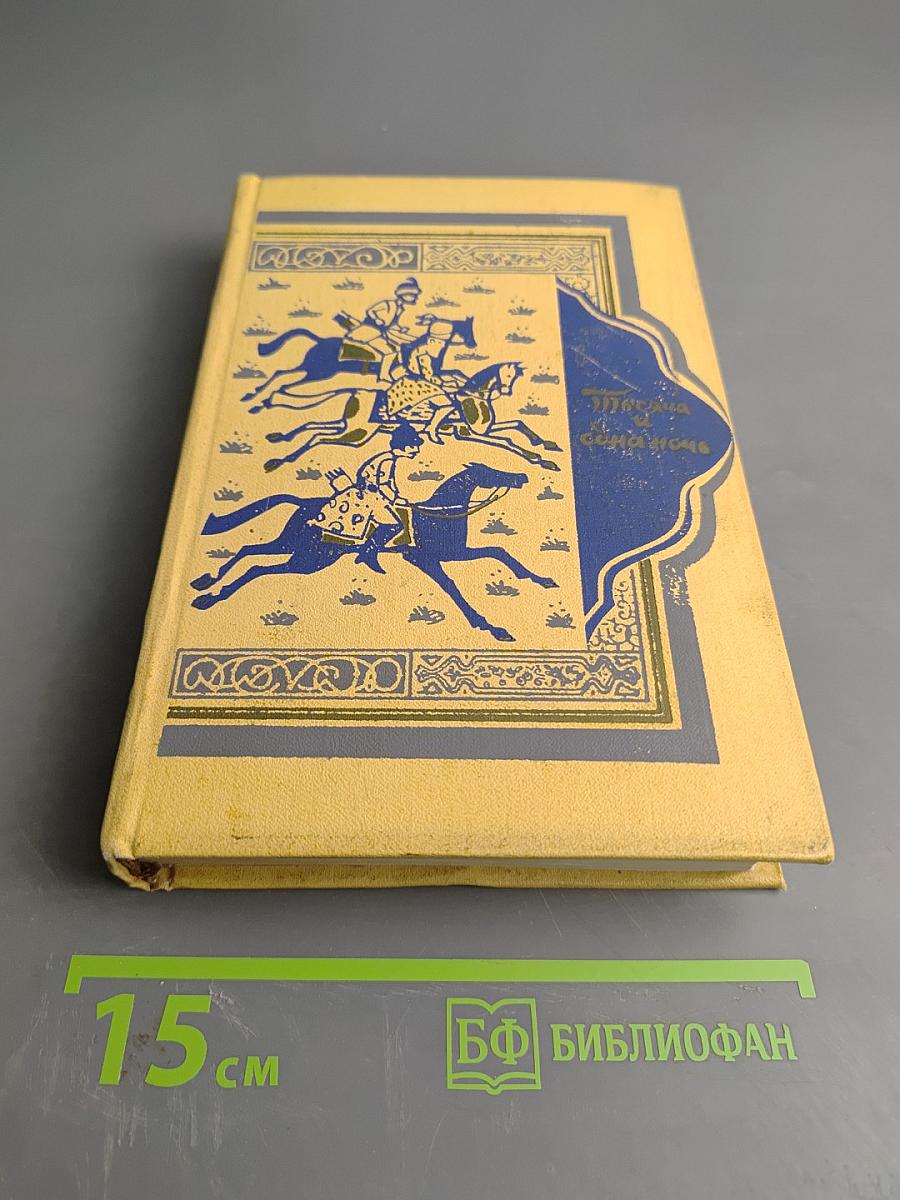 Тысяча
и
одна ночь
15 см
БФ БИБЛИОФАН